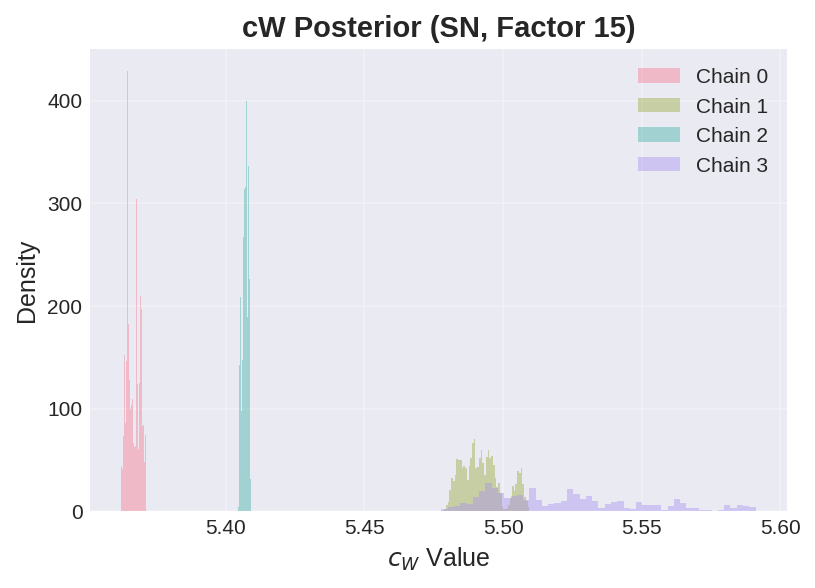 cW Posterior (SN, Factor 15)
Chain 0
Chain 1
Chain 2
Chain 3
Density
400
300
200
100
0
5.40
5.45
5.50
5.55
5.60
c_W Value